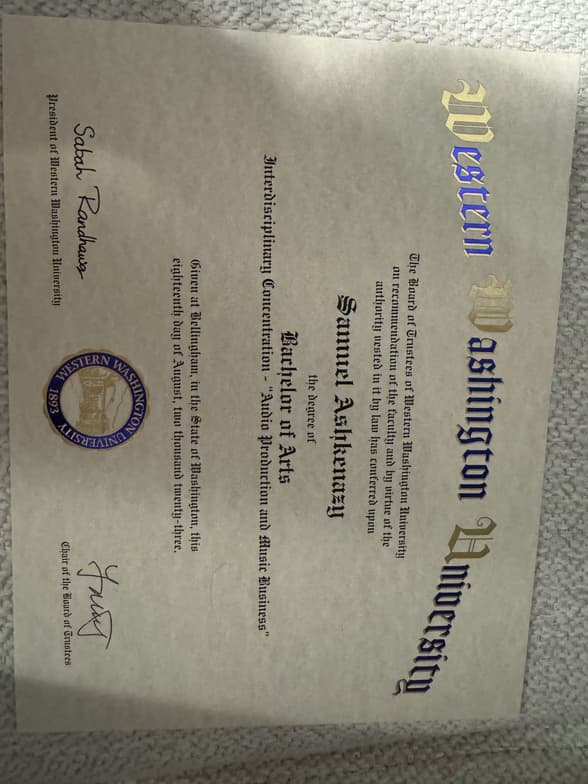 Western Washington University
The Board of Trustees of Western Washington University
on recommendation of the faculty and by virtue of the
authority vested in it by law has conferred upon
Samuel Ashkenazy
the degree of
Bachelor of Arts
Interdisciplinary Concentration - "Audio Production and Music Business"
Given at Bellingham, in the State of Washington, this
eighteenth day of August, two thousand twenty-three.
Sabah Randhawa
President of Western Washington University
WESTERN WASHINGTON UNIVERSITY
1893
Chair of the Board of Trustees